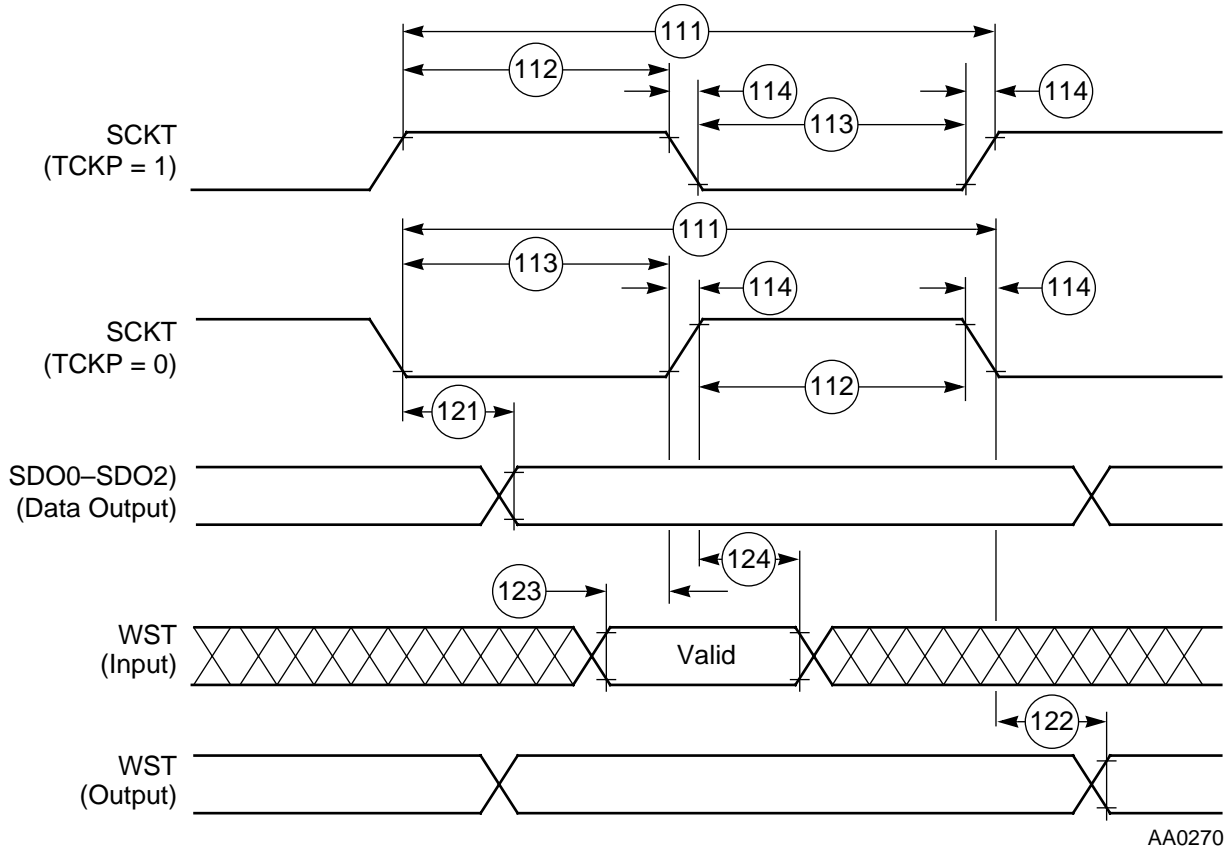 111
112
114
114
113
SCKT
(TCKP = 1)
111
113
114
114
SCKT
(TCKP = 0)
112
121
SDO0–SDO2)
(Data Output)
124
123
WST
(Input)
Valid
122
WST
(Output)
AA0270